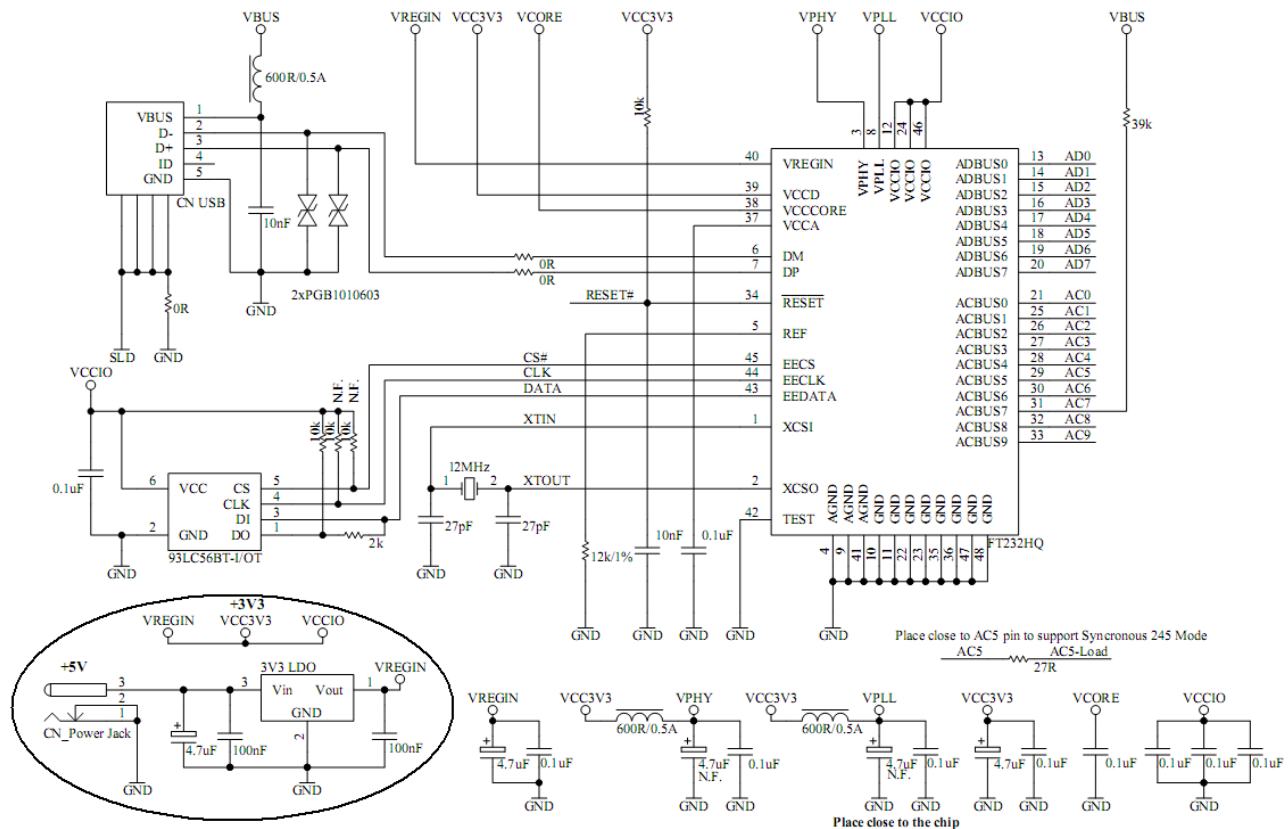 VBUS VREGIN VCC3V3 VCORE VCC3V3 VPHY VPLL VCCIO VBUS
600R/0.5A
10k
39k
VBUS 1
D- 2
D+ 3
ID 4
GND 5
CN USB
10nF
2xPGB1010603
0R
SLD GND GND
3 8 12 24 46
VPHY VPLL VCCIO VCCIO VCCIO
40 VREGIN
39 VCCD
38 VCCCORE
37 VCCA
0R 6 DM
0R 7 DP
RESET# 34 RESET
5 REF
CS# 45 EECS
CLK 44 EECLK
DATA 43 EEDATA
XTIN 1 XCSI
XTOUT 2 XCSO
42 TEST
ADBUS0 13 AD0
ADBUS1 14 AD1
ADBUS2 15 AD2
ADBUS3 16 AD3
ADBUS4 17 AD4
ADBUS5 18 AD5
ADBUS6 19 AD6
ADBUS7 20 AD7
ACBUS0 21 AC0
ACBUS1 25 AC1
ACBUS2 26 AC2
ACBUS3 27 AC3
ACBUS4 28 AC4
ACBUS5 29 AC5
ACBUS6 30 AC6
ACBUS7 31 AC7
ACBUS8 32 AC8
ACBUS9 33 AC9
AGND AGND AGND GND GND GND GND GND GND GND GND
4 9 41 10 11 22 23 35 36 47 48
FT232HQ
VCCIO
N.F. N.F.
10k 10k 10k
0.1uF
6 VCC CS 5
CLK 4
DI 3
2 GND DO 1
93LC56BT-I/OT
2k
GND GND
12MHz
1 2
27pF 27pF
GND GND
12k/1% 10nF 0.1uF
GND GND GND GND GND
+3V3
VREGIN VCC3V3 VCCIO
+5V
3V3 LDO
VREGIN
3 2 1
CN_Power Jack
3 Vin Vout 1
GND
2
4.7uF 100nF 100nF
GND GND
Place close to AC5 pin to support Syncronous 245 Mode
AC5 AC5-Load
27R
VREGIN VCC3V3 VPHY VCC3V3 VPLL VCC3V3 VCORE VCCIO
600R/0.5A 600R/0.5A
4.7uF 0.1uF 4.7uF N.F. 0.1uF 4.7uF N.F. 0.1uF 4.7uF 0.1uF 0.1uF 0.1uF 0.1uF 0.1uF
GND GND GND GND GND GND GND GND GND
Place close to the chip